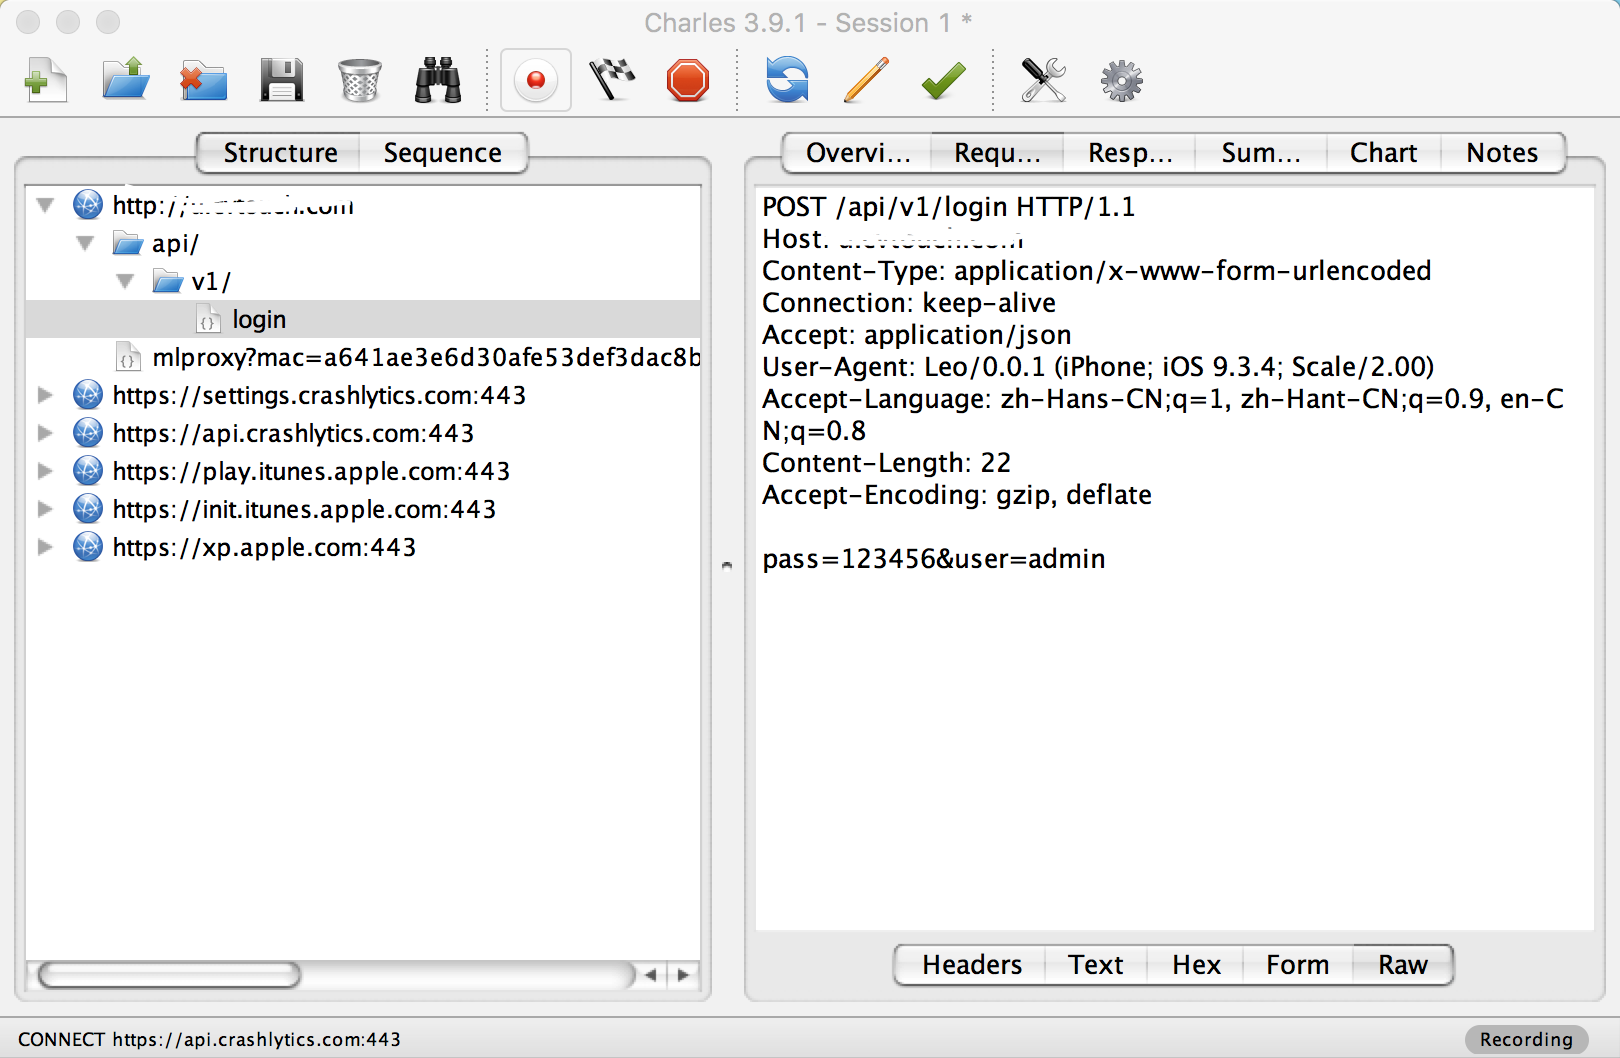 Charles 3.9.1 - Session 1 *
Structure
Sequence
http://
api/
v1/
login
mlproxy?mac=a641ae3e6d30afe53def3dac8b
https://settings.crashlytics.com:443
https://api.crashlytics.com:443
https://play.itunes.apple.com:443
https://init.itunes.apple.com:443
https://xp.apple.com:443
Overvi...
Requ...
Resp...
Sum...
Chart
Notes
POST /api/v1/login HTTP/1.1
Host:
Content-Type: application/x-www-form-urlencoded
Connection: keep-alive
Accept: application/json
User-Agent: Leo/0.0.1 (iPhone; iOS 9.3.4; Scale/2.00)
Accept-Language: zh-Hans-CN;q=1, zh-Hant-CN;q=0.9, en-C
N;q=0.8
Content-Length: 22
Accept-Encoding: gzip, deflate
pass=123456&user=admin
Headers
Text
Hex
Form
Raw
CONNECT https://api.crashlytics.com:443
Recording